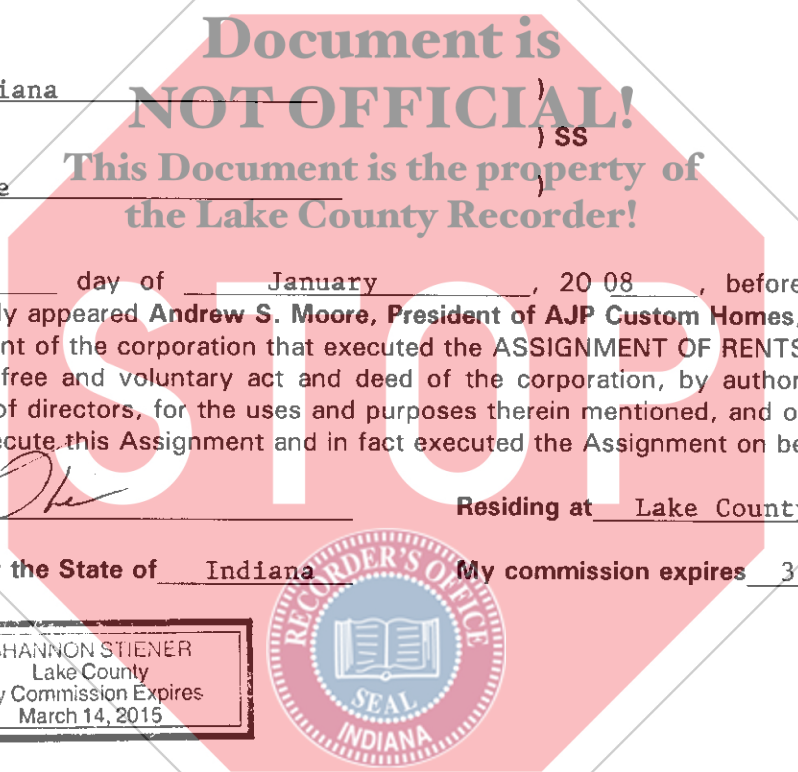 Document is
iana )
NOT OFFICIAL!
) SS
This Document is the property of
e )
the Lake County Recorder!
day of January , 20 08 , before
ly appeared Andrew S. Moore, President of AJP Custom Homes,
nt of the corporation that executed the ASSIGNMENT OF RENTS
free and voluntary act and deed of the corporation, by author
of directors, for the uses and purposes therein mentioned, and o
ecute this Assignment and in fact executed the Assignment on be
STOP
Residing at Lake County
r the State of Indiana My commission expires 3
HANNON STIENER
Lake County
y Commission Expires
March 14, 2015
RECORDER'S OFFICE
SEAL
INDIANA